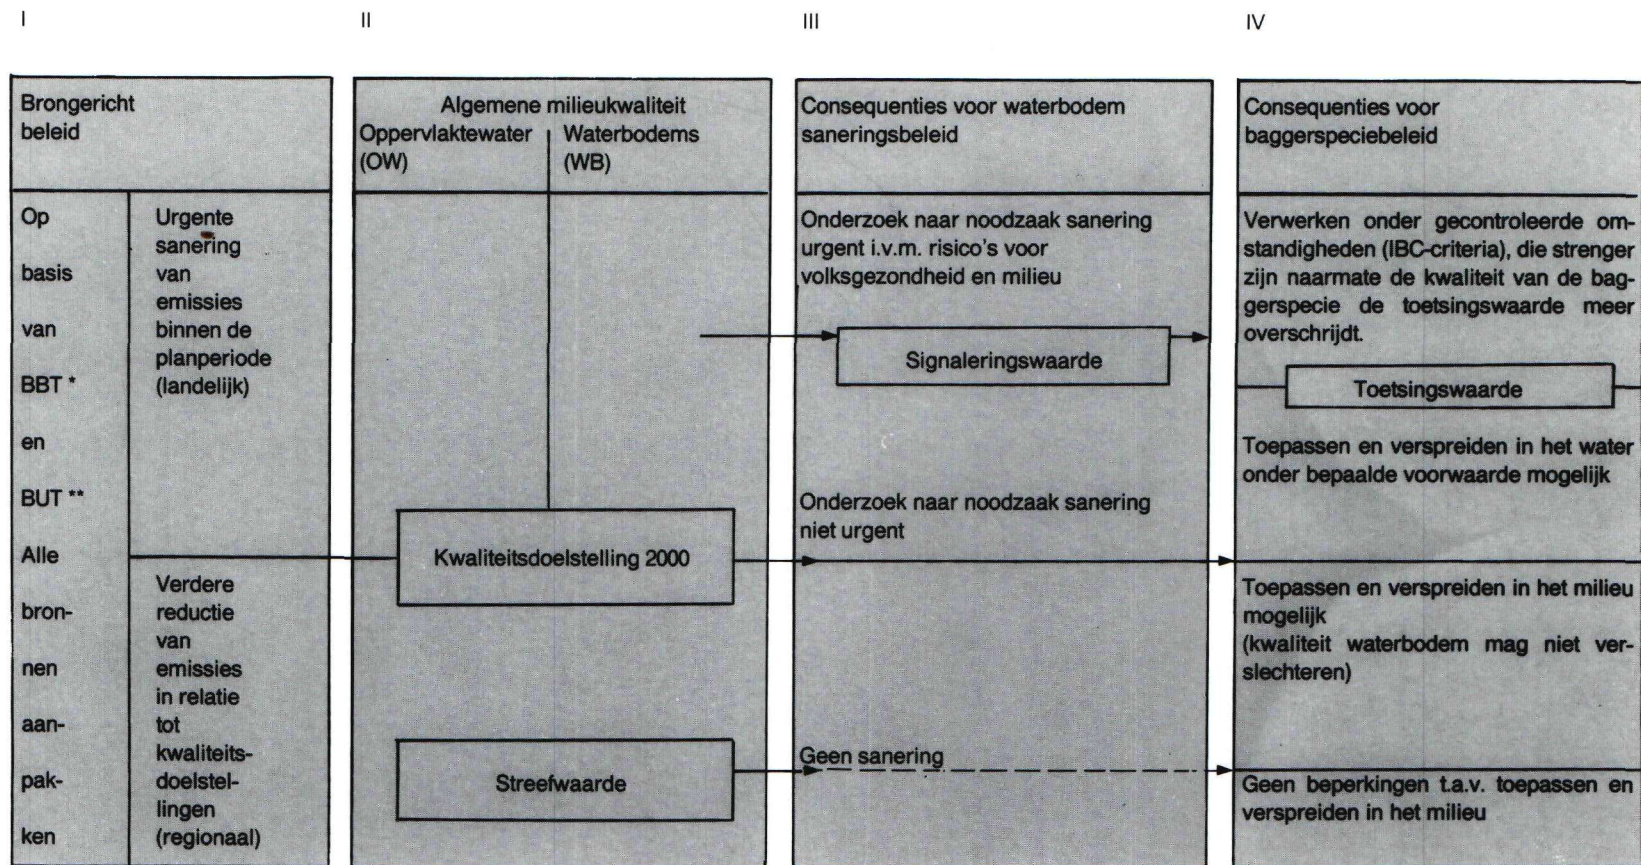 I
II
III
IV
Brongericht
beleid
Op
basis
van
BBT *
en
BUT **
Alle
bron-
nen
aan-
pak-
ken
Urgente
sanering
van
emissies
binnen de
planperiode
(landelijk)
Verdere
reductie
van
emissies
in relatie
tot
kwaliteits-
doelstel-
lingen
(regionaal)
Algemene milieukwaliteit
Oppervlaktewater
(OW)
Waterbodems
(WB)
Kwaliteitsdoelstelling 2000
Streefwaarde
Consequenties voor waterbodem
saneringsbeleid
Onderzoek naar noodzaak sanering
urgent i.v.m. risico's voor
volksgezondheid en milieu
Signaleringswaarde
Onderzoek naar noodzaak sanering
niet urgent
Geen sanering
Consequenties voor
baggerspeciebeleid
Verwerken onder gecontroleerde om-
standigheden (IBC-criteria), die strenger
zijn naarmate de kwaliteit van de bag-
gerspecie de toetsingswaarde meer
overschrijdt.
Toetsingswaarde
Toepassen en verspreiden in het water
onder bepaalde voorwaarde mogelijk
Toepassen en verspreiden in het milieu
mogelijk
(kwaliteit waterbodem mag niet ver-
slechteren)
Geen beperkingen t.a.v. toepassen en
verspreiden in het milieu